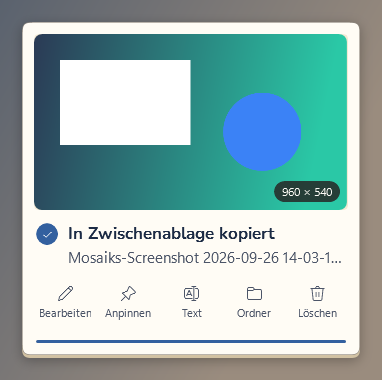 960 × 540
In Zwischenablage kopiert
Mosaiks-Screenshot 2026-09-26 14-03-1...
Bearbeiten Anpinnen Text Ordner Löschen